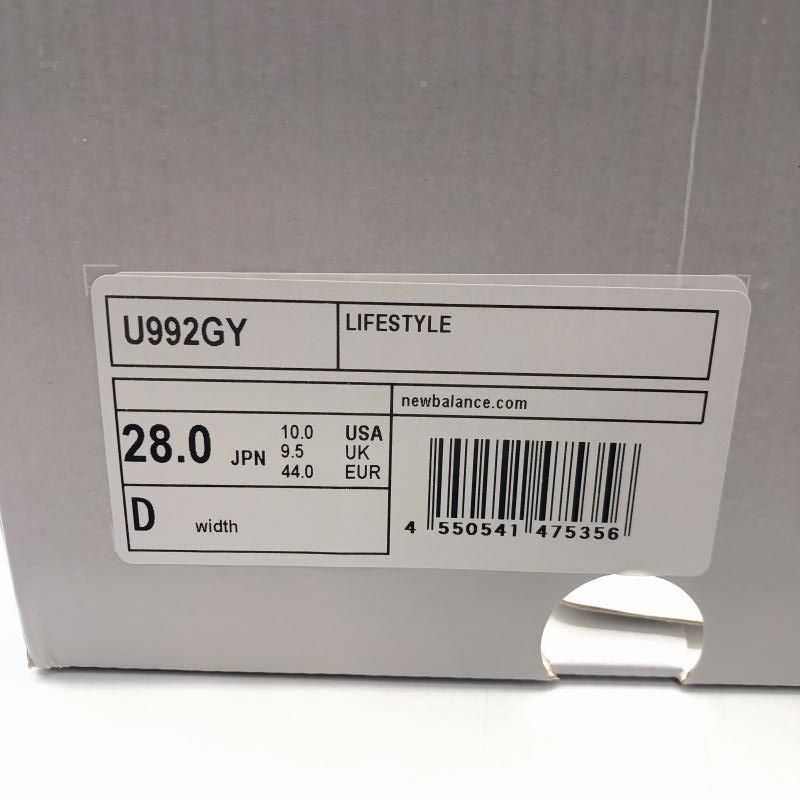 U992GY
LIFESTYLE
newbalance.com
28.0 JPN
10.0 USA
9.5 UK
44.0 EUR
D width
4 550541 475356